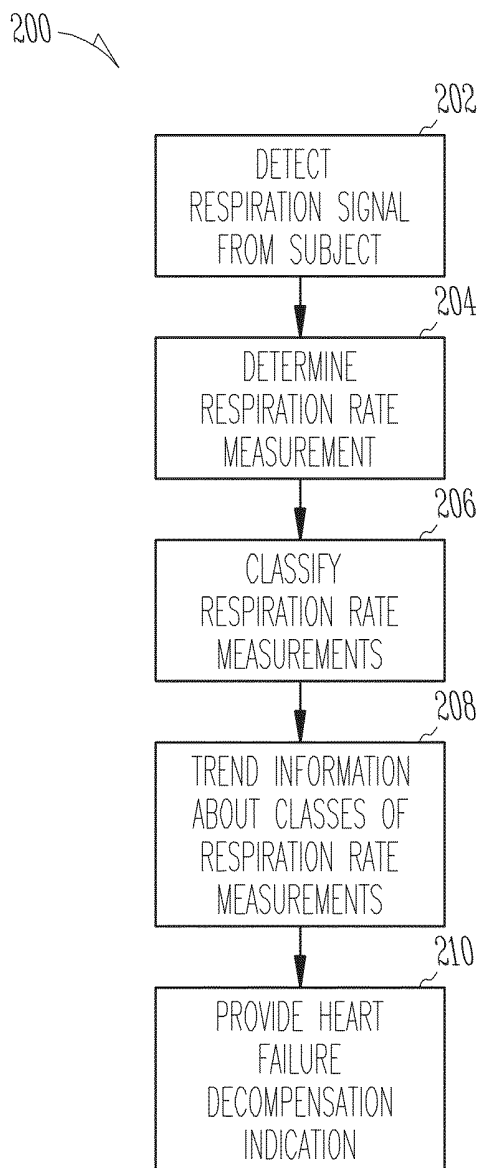 200
202
DETECT
RESPIRATION SIGNAL
FROM SUBJECT
204
DETERMINE
RESPIRATION RATE
MEASUREMENT
206
CLASSIFY
RESPIRATION RATE
MEASUREMENTS
208
TREND INFORMATION
ABOUT CLASSES OF
RESPIRATION RATE
MEASUREMENTS
210
PROVIDE HEART
FAILURE
DECOMPENSATION
INDICATION